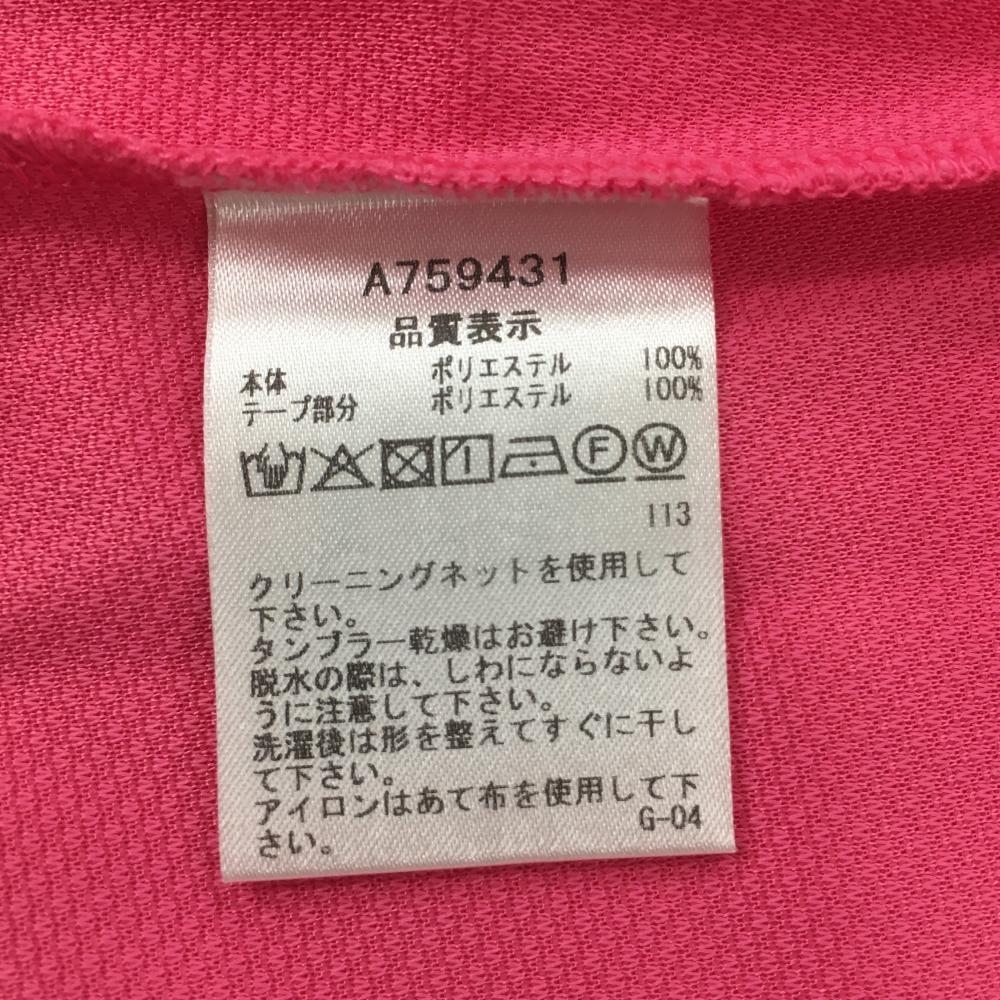 A759431
品質表示
本体 ポリエステル 100%
テープ部分 ポリエステル 100%
F W
113
クリーニングネットを使用して
下さい。
タンブラー乾燥はお避け下さい。
脱水の際は、しわにならないよ
うに注意して下さい。
洗濯後は形を整えてすぐに干し
て下さい。
アイロンはあて布を使用して下
さい。
G-04